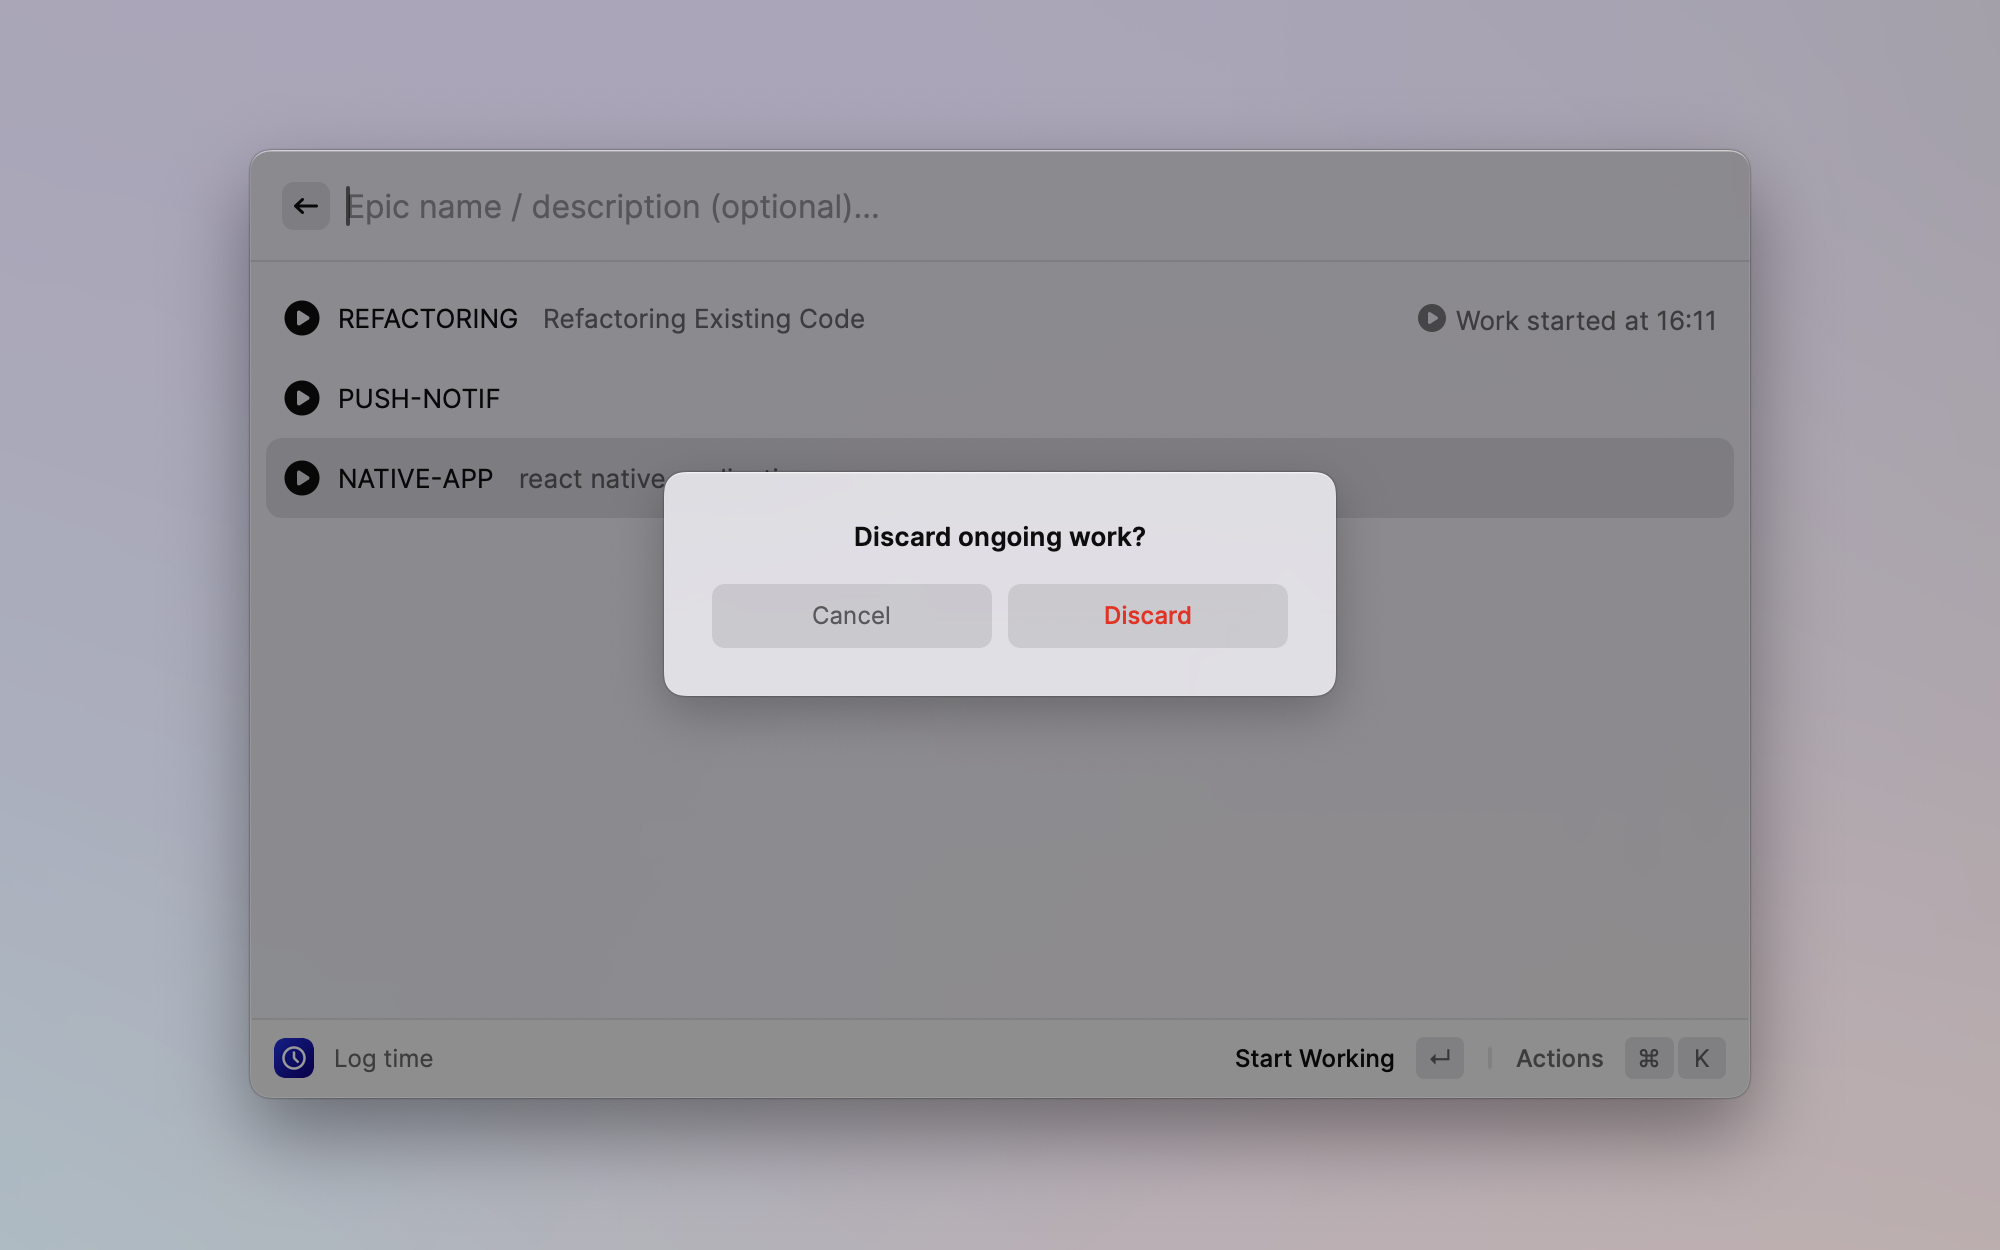 Epic name / description (optional)...
REFACTORING Refactoring Existing Code Work started at 16:11
PUSH-NOTIF
NATIVE-APP react native
Discard ongoing work?
Cancel Discard
Log time Start Working Actions ⌘ K